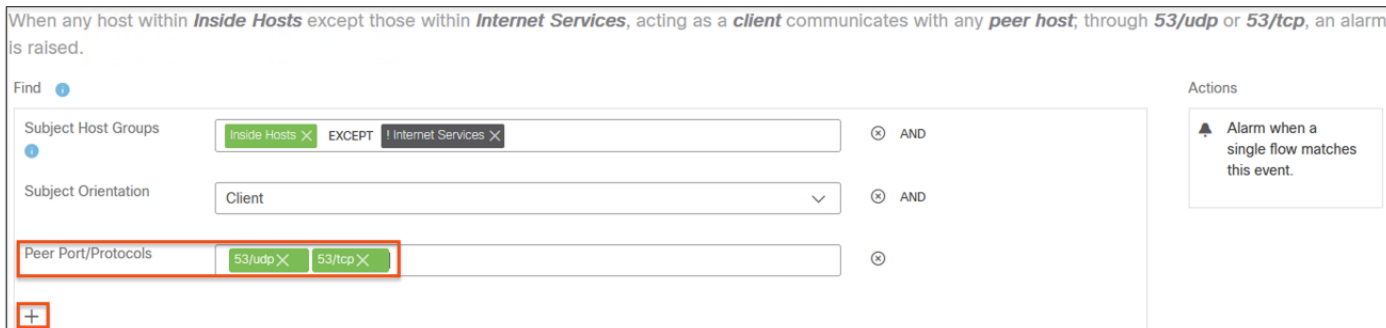 When any host within Inside Hosts except those within Internet Services, acting as a client communicates with any peer host; through 53/udp or 53/tcp, an alarm
is raised.
Find
Actions
Subject Host Groups
Inside Hosts EXCEPT ! Internet Services
AND
Alarm when a
single flow matches
this event.
Subject Orientation
Client
AND
Peer Port/Protocols
53/udp 53/tcp